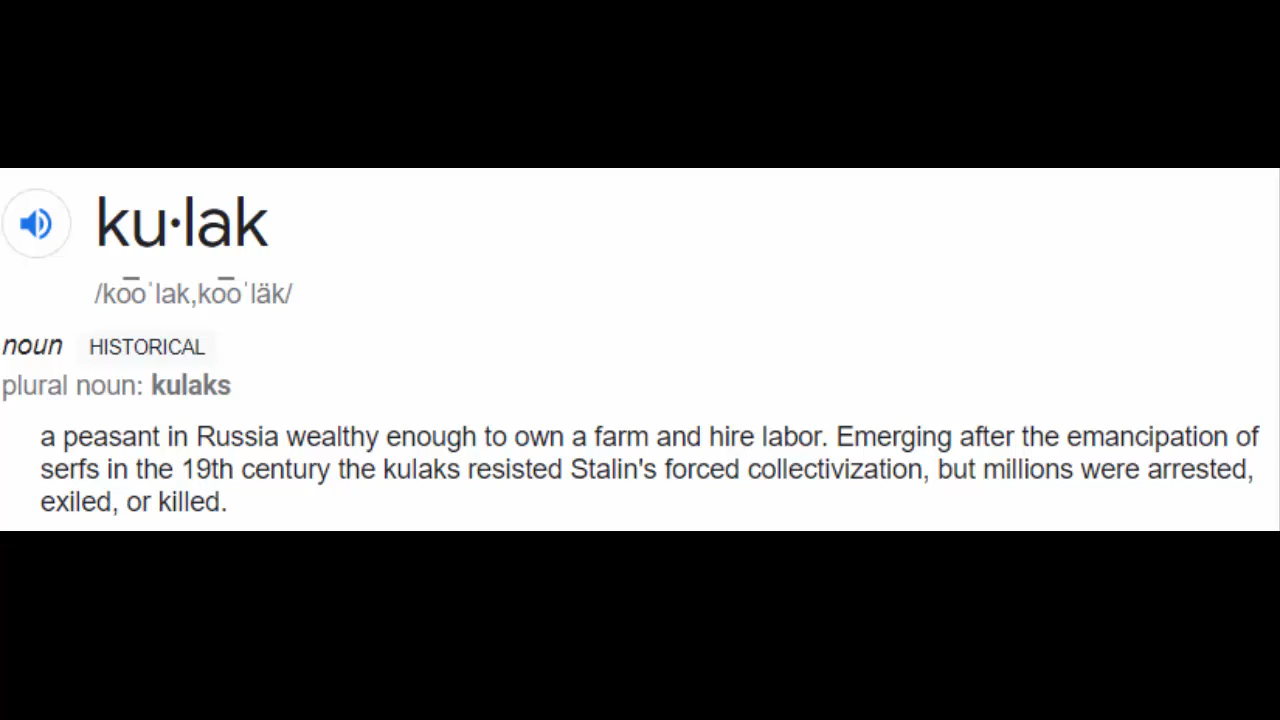 ku·lak
/ko͞oˈlak,ko͞oˈläk/
noun HISTORICAL
plural noun: kulaks
a peasant in Russia wealthy enough to own a farm and hire labor. Emerging after the emancipation of
serfs in the 19th century the kulaks resisted Stalin's forced collectivization, but millions were arrested,
exiled, or killed.